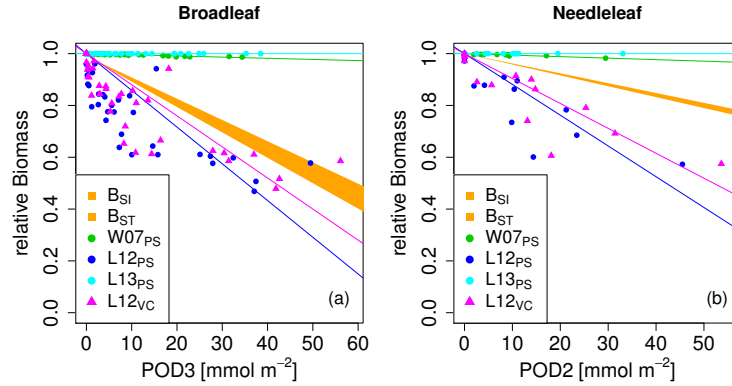 Broadleaf
relative Biomass
1.0
0.8
0.6
0.4
0.2
0.0
B_SI
B_ST
W07_PS
L12_PS
L13_PS
L12_VC
(a)
0 10 20 30 40 50 60
POD3 [mmol m⁻²]
Needleleaf
relative Biomass
1.0
0.8
0.6
0.4
0.2
0.0
B_SI
B_ST
W07_PS
L12_PS
L13_PS
L12_VC
(b)
0 10 20 30 40 50
POD2 [mmol m⁻²]